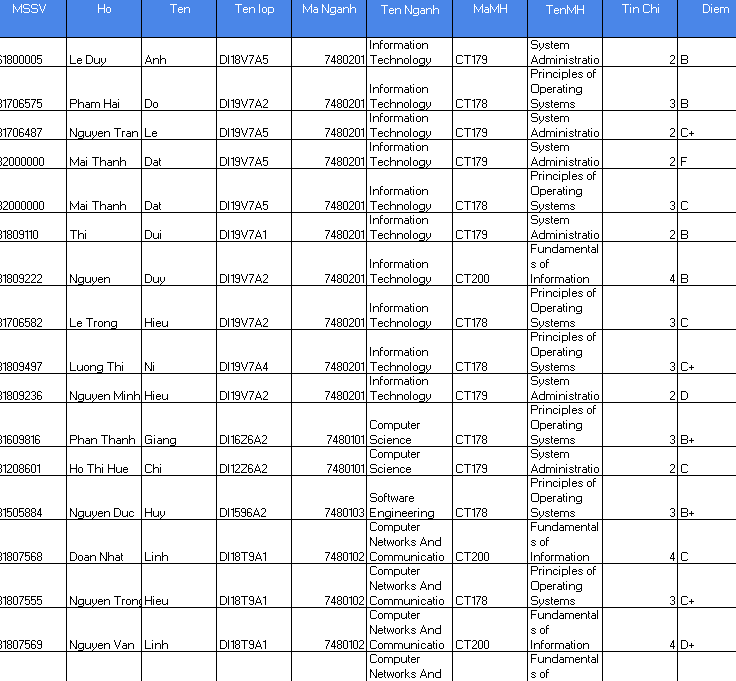 MSSV Ho Ten Ten lop Ma Nganh Ten Nganh MaMH TenMH Tin Chi Diem
61800005 Le Duy Anh DI18V7A5 7480201 Information Technology CT179 System Administratio 2 B
31706575 Pham Hai Do DI19V7A2 7480201 Information Technology CT178 Principles of Operating Systems 3 B
31706487 Nguyen Tran Le DI19V7A5 7480201 Information Technology CT179 System Administratio 2 C+
32000000 Mai Thanh Dat DI19V7A5 7480201 Information Technology CT179 System Administratio 2 F
32000000 Mai Thanh Dat DI19V7A5 7480201 Information Technology CT178 Principles of Operating Systems 3 C
31809110 Thi Dui DI19V7A1 7480201 Information Technology CT179 System Administratio 2 B
31809222 Nguyen Duy DI19V7A2 7480201 Information Technology CT200 Fundamental s of Information 4 B
31706582 Le Trong Hieu DI19V7A2 7480201 Information Technology CT178 Principles of Operating Systems 3 C
31809497 Luong Thi Ni DI19V7A4 7480201 Information Technology CT178 Principles of Operating Systems 3 C+
31809236 Nguyen Minh Hieu DI19V7A2 7480201 Information Technology CT179 System Administratio 2 D
31609816 Phan Thanh Giang DI16Z6A2 7480101 Computer Science CT178 Principles of Operating Systems 3 B+
31208601 Ho Thi Hue Chi DI12Z6A2 7480101 Computer Science CT179 System Administratio 2 C
31505884 Nguyen Duc Huy DI1596A2 7480103 Software Engineering CT178 Principles of Operating Systems 3 B+
31807568 Doan Nhat Linh DI18T9A1 7480102 Computer Networks And Communicatio CT200 Fundamental s of Information 4 C
31807555 Nguyen Trong Hieu DI18T9A1 7480102 Computer Networks And Communicatio CT178 Principles of Operating Systems 3 C+
31807569 Nguyen Van Linh DI18T9A1 7480102 Computer Networks And Communicatio CT200 Fundamental s of Information 4 D+
Computer Networks And Fundamental s of